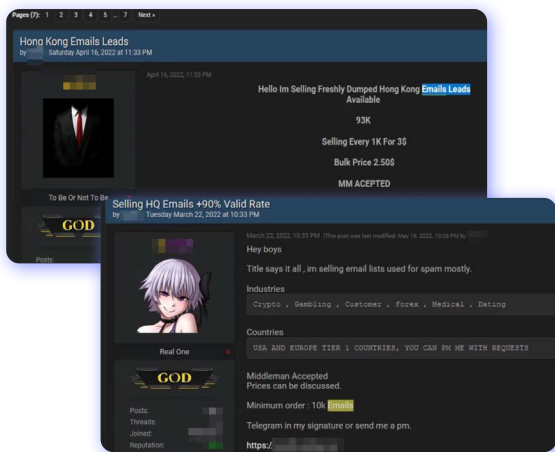 Pages (7): 1 2 3 4 5 ... 7 Next »
Hong Kong Emails Leads
by Saturday April 16, 2022 at 11:33 PM
April 16, 2022, 11:33 PM
Hello Im Selling Freshly Dumped Hong Kong Emails Leads
Available
93K
Selling Every 1K For 3$
Bulk Price 2.50$
MM ACEPTED
To Be Or Not To Be
GOD
Posts:
Selling HQ Emails +90% Valid Rate
by Tuesday March 22, 2022 at 10:33 PM
March 22, 2022, 10:33 PM (This post was last modified: May 19, 2022, 10:26 PM by
Hey boys
Title says it all , im selling email lists used for spam mostly.
Industries
Crypto , Gambling , Customer , Forex , Medical , Dating
Countries
USA AND EUROPE TIER 1 COUNTRIES, YOU CAN PM ME WITH REQUESTS
Real One
GOD
Middleman Accepted
Prices can be discussed.
Minimum order : 10k Emails
Telegram in my signature or send me a pm.
https:/
Posts:
Threads:
Joined:
Reputation: